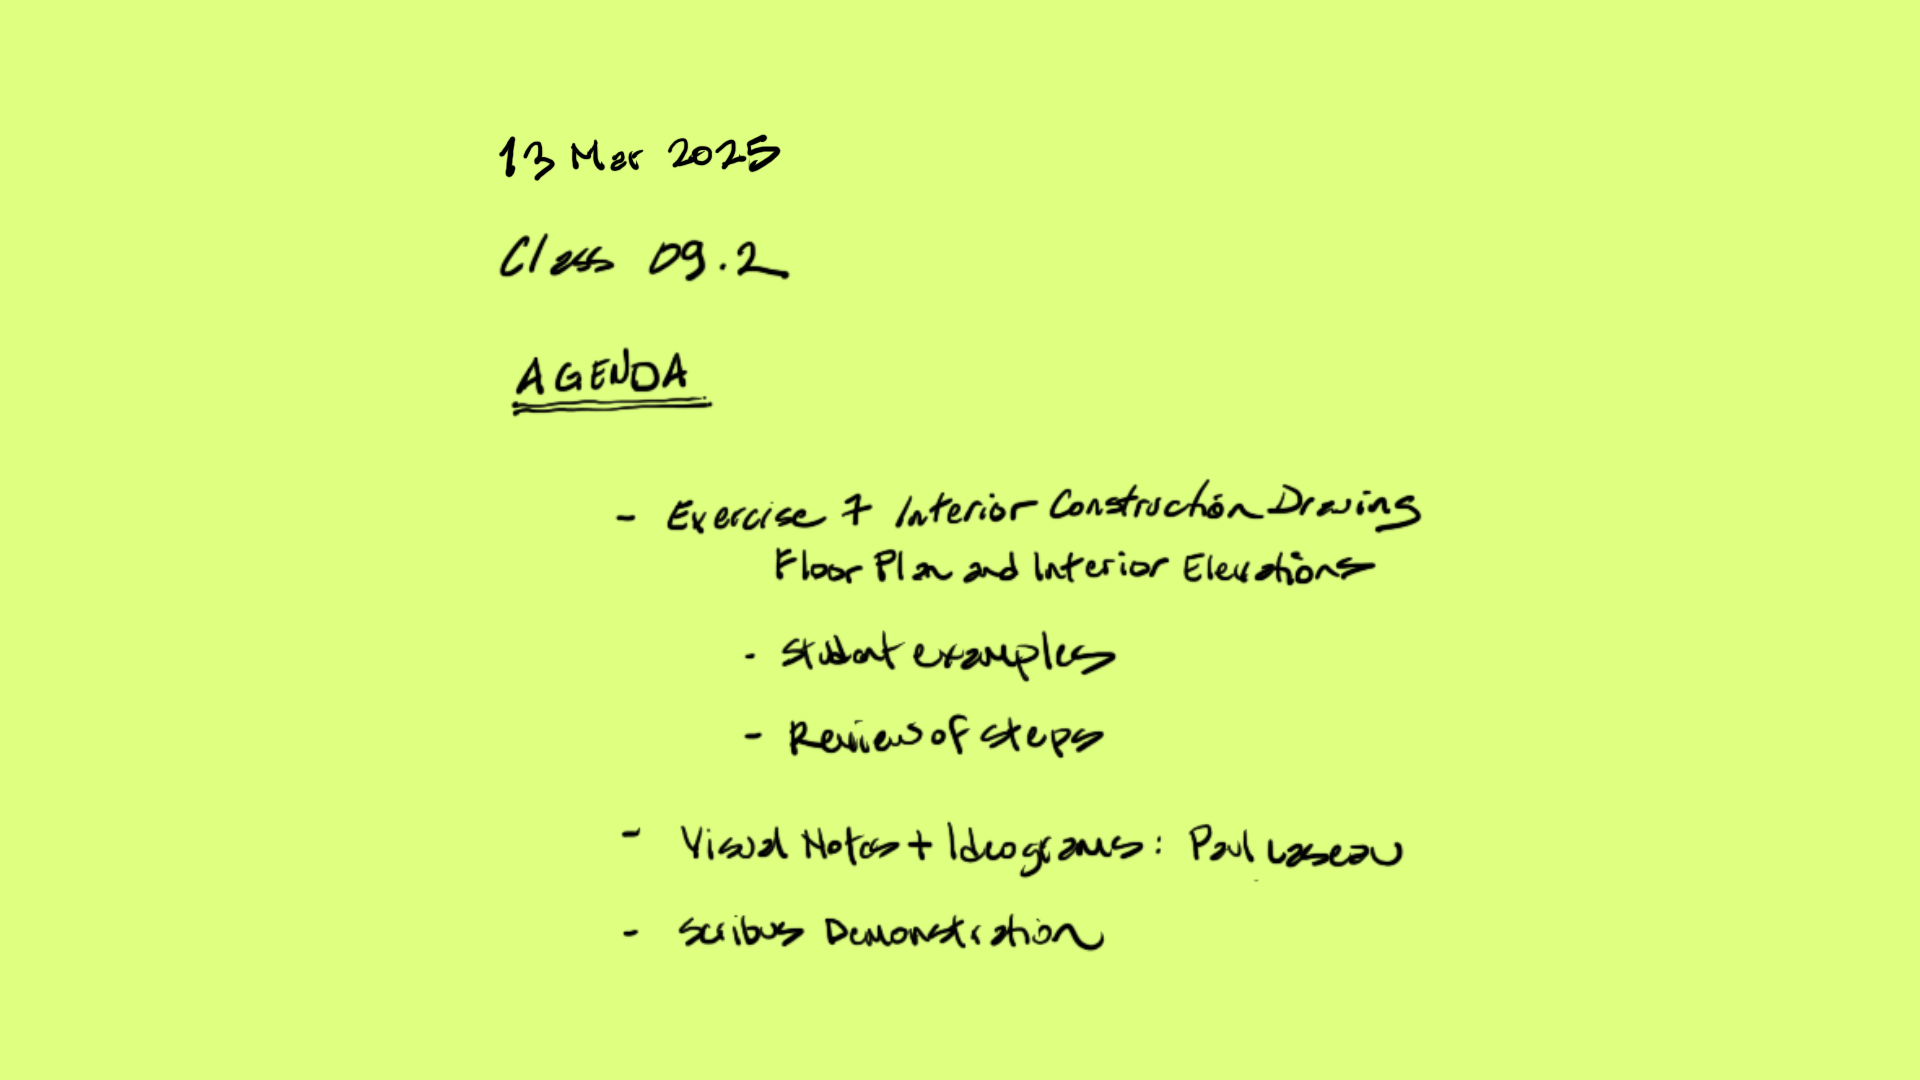 13 Mar 2025
Class 09.2
AGENDA
- Exercise 7 Interior Construction Drawing
Floor Plan and Interior Elevations
- Student examples
- Review of steps
- Visual Notes + Ideograms: Paul Laseau
- Scribus Demonstration